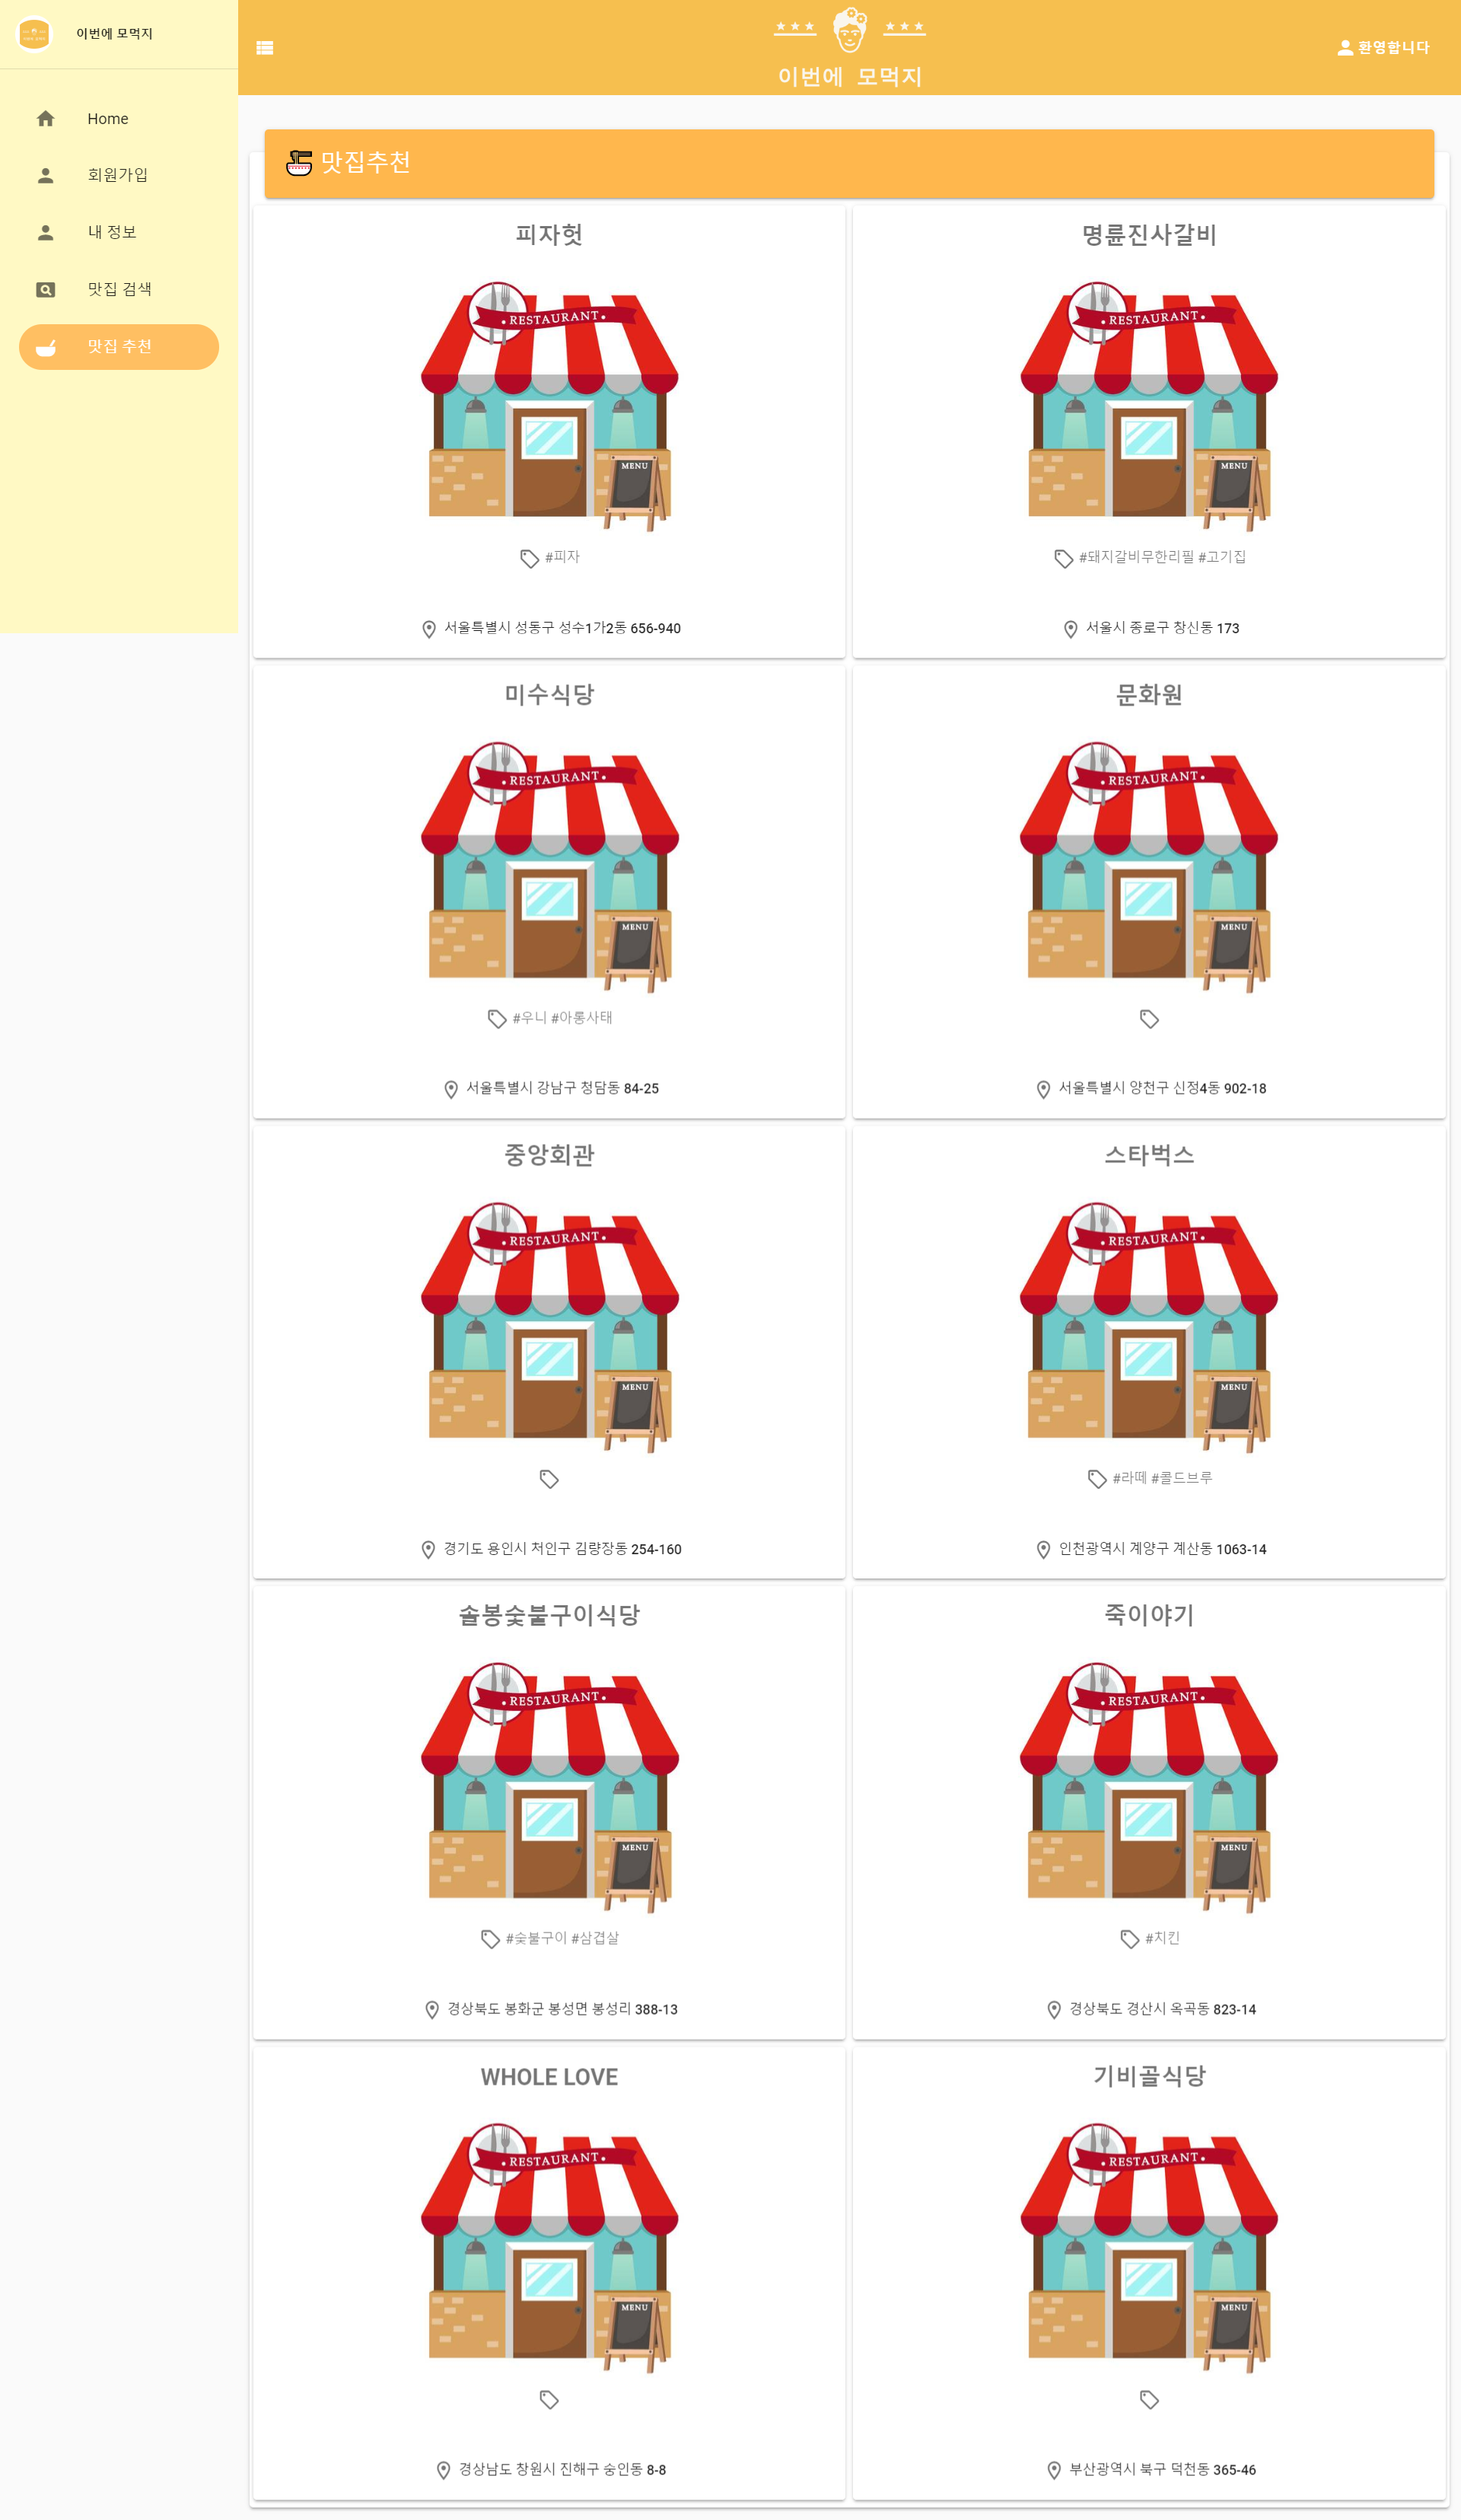 이번에 모먹지
Home
회원가입
내 정보
맛집 검색
맛집 추천
이번에 모먹지
환영합니다
맛집추천
피자헛
RESTAURANT
MENU
#피자
서울특별시 성동구 성수1가2동 656-940
명륜진사갈비
RESTAURANT
MENU
#돼지갈비무한리필 #고기집
서울시 종로구 창신동 173
미수식당
RESTAURANT
MENU
#우니 #아롱사태
서울특별시 강남구 청담동 84-25
문화원
RESTAURANT
MENU
서울특별시 양천구 신정4동 902-18
중앙회관
RESTAURANT
MENU
경기도 용인시 처인구 김량장동 254-160
스타벅스
RESTAURANT
MENU
#라떼 #콜드브루
인천광역시 계양구 계산동 1063-14
솔봉숯불구이식당
RESTAURANT
MENU
#숯불구이 #삼겹살
경상북도 봉화군 봉성면 봉성리 388-13
죽이야기
RESTAURANT
MENU
#치킨
경상북도 경산시 옥곡동 823-14
WHOLE LOVE
RESTAURANT
MENU
경상남도 창원시 진해구 숭인동 8-8
기비골식당
RESTAURANT
MENU
부산광역시 북구 덕천동 365-46